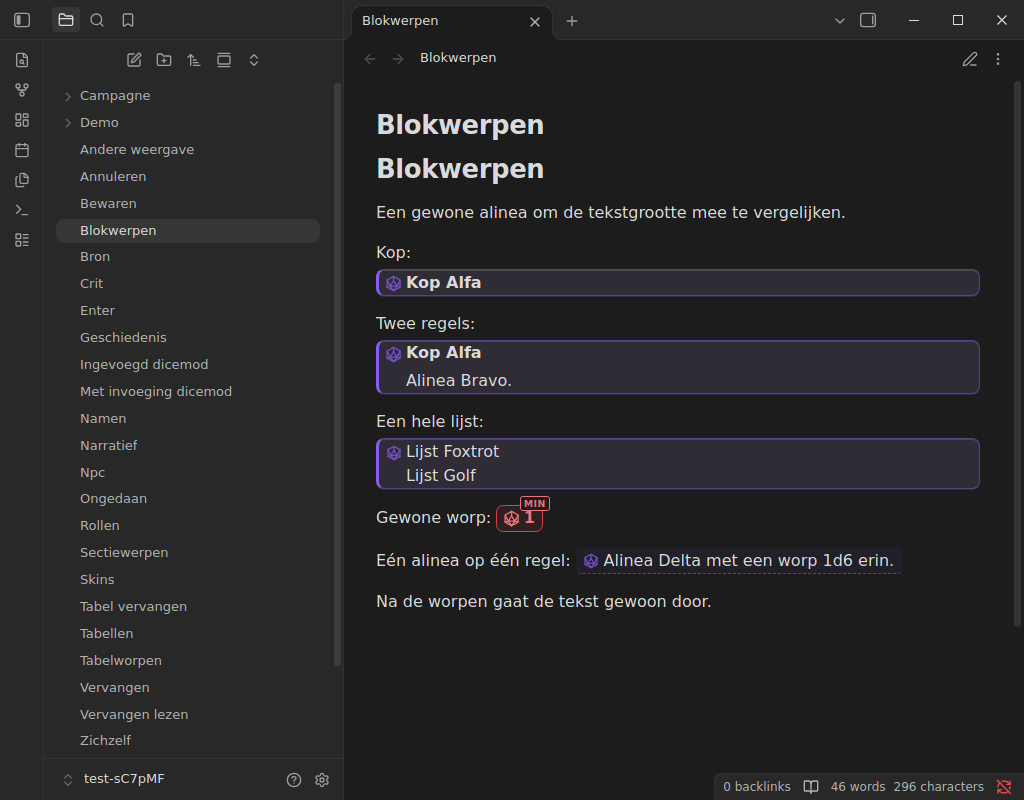 Blokwerpen
Blokwerpen
Campagne
Demo
Andere weergave
Annuleren
Bewaren
Blokwerpen
Bron
Crit
Enter
Geschiedenis
Ingevoegd dicemod
Met invoeging dicemod
Namen
Narratief
Npc
Ongedaan
Rollen
Sectiewerpen
Skins
Tabel vervangen
Tabellen
Tabelworpen
Vervangen
Vervangen lezen
Zichzelf
test-sC7pMF
Blokwerpen
Blokwerpen
Een gewone alinea om de tekstgrootte mee te vergelijken.
Kop:
Kop Alfa
Twee regels:
Kop Alfa
Alinea Bravo.
Een hele lijst:
Lijst Foxtrot
Lijst Golf
MIN
Gewone worp: 1
Eén alinea op één regel: Alinea Delta met een worp 1d6 erin.
Na de worpen gaat de tekst gewoon door.
0 backlinks 46 words 296 characters